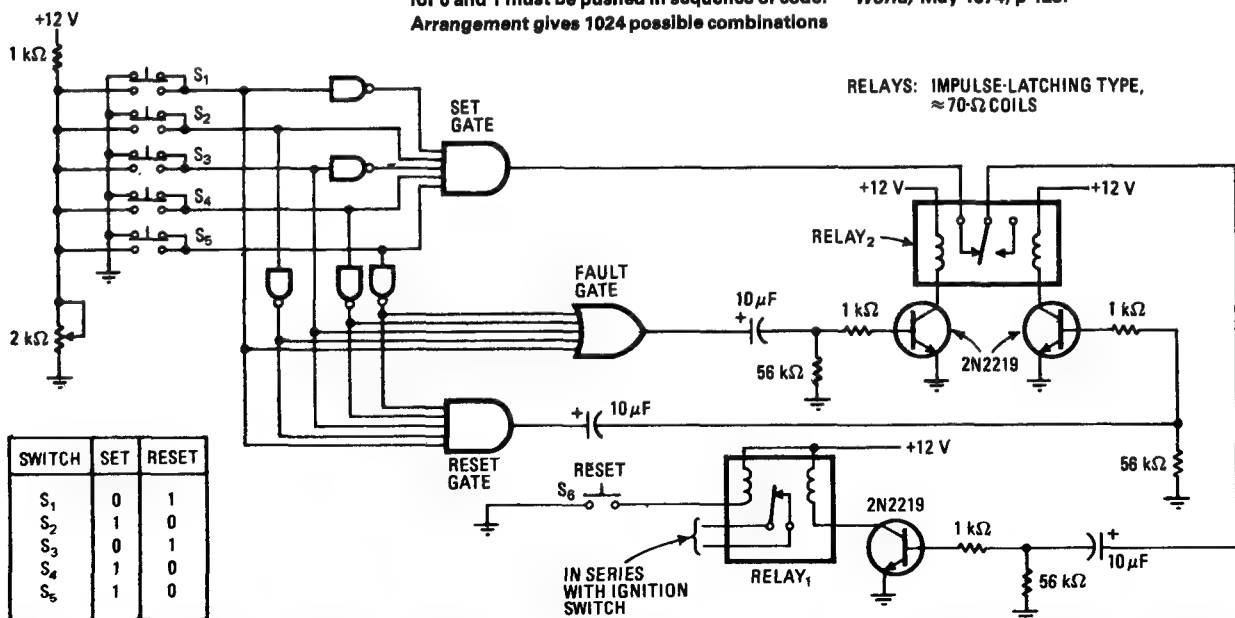 for 0 and 1 must be pushed in sequence of code.
World, May 1974, p 123.
Arrangement gives 1024 possible combinations
+12 V
1 kΩ
S1
S2
S3
S4
S5
SET
GATE
RELAYS: IMPULSE-LATCHING TYPE,
≈70-Ω COILS
+12 V
+12 V
RELAY2
FAULT
GATE
10 μF
+
1 kΩ
1 kΩ
2N2219
56 kΩ
2 kΩ
+
10 μF
RESET
GATE
56 kΩ
SWITCH SET RESET
S1 0 1
S2 1 0
S3 0 1
S4 1 0
S5 1 0
RESET
S6
+12 V
2N2219
1 kΩ
+
10 μF
56 kΩ
RELAY1
IN SERIES
WITH IGNITION
SWITCH